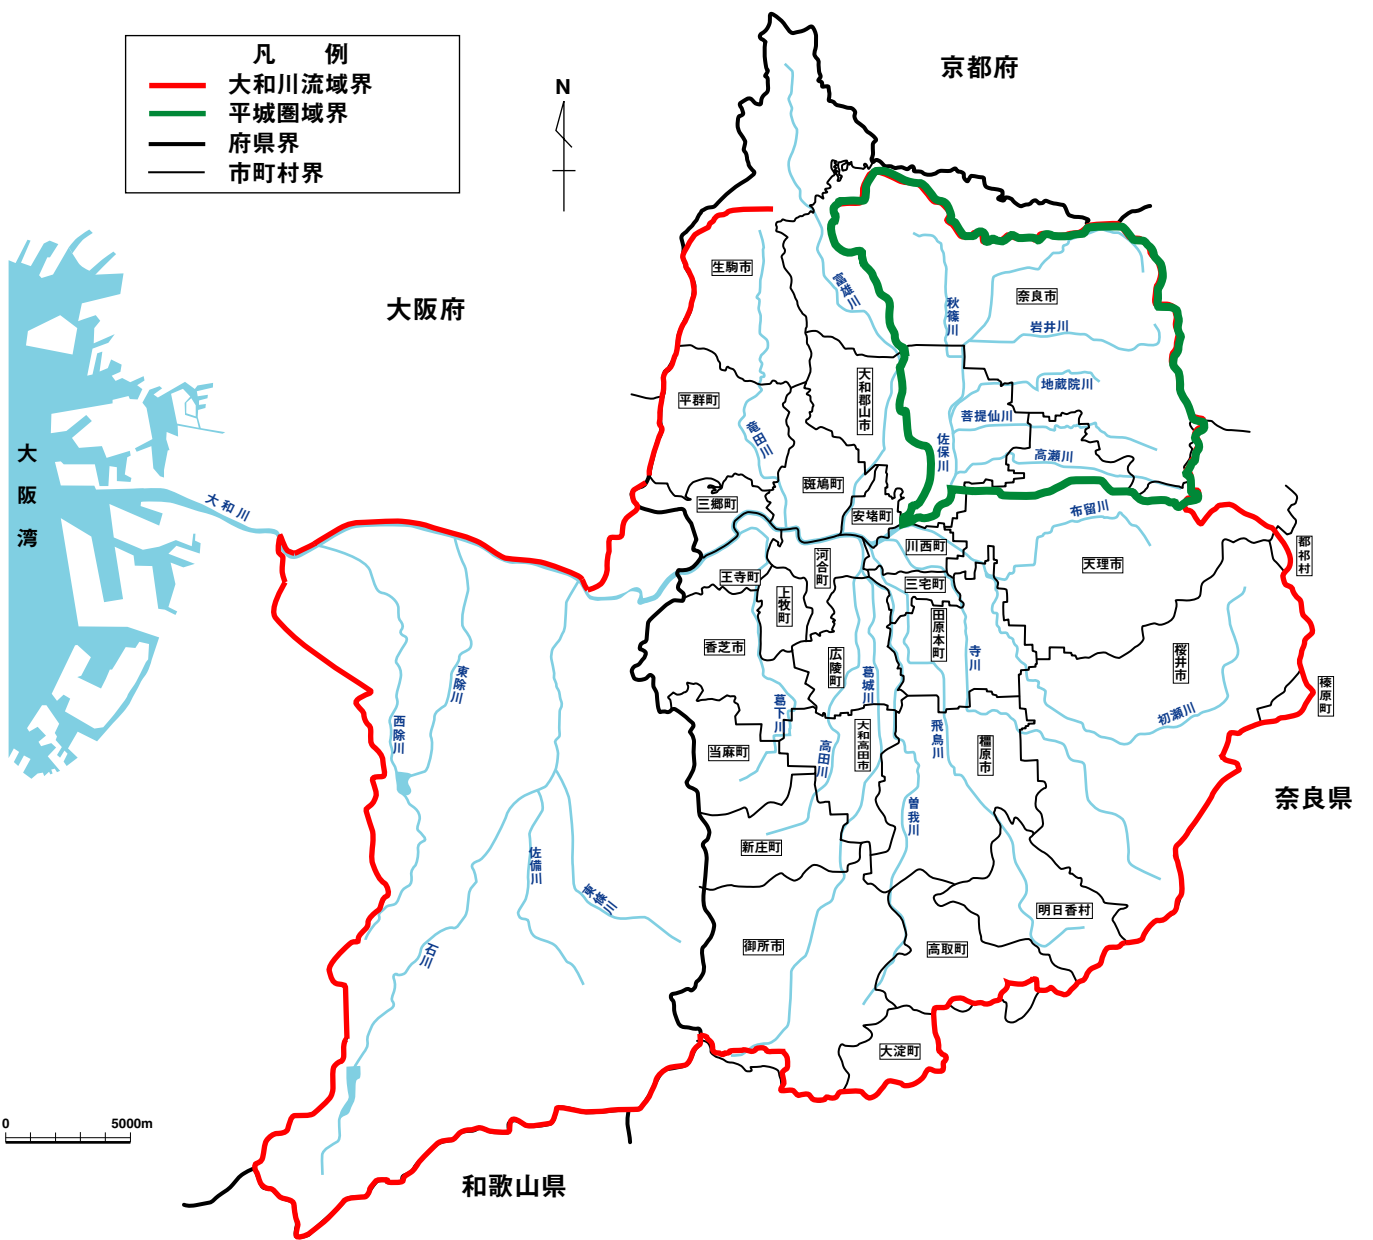 凡 例
大和川流域界
平城圏域界
府県界
市町村界
N
京都府
大阪府
奈良県
和歌山県
大阪湾
生駒市
奈良市
富雄川
秋篠川
岩井川
地蔵院川
菩提仙川
高瀬川
佐保川
大和郡山市
平群町
竜田川
斑鳩町
三郷町
安堵町
布留川
天理市
都祁村
川西町
河合町
王寺町
上牧町
三宅町
田原本町
寺川
香芝市
広陵町
葛城川
桜井市
榛原町
初瀬川
葛下川
当麻町
高田川
大和高田市
飛鳥川
橿原市
曽我川
新庄町
御所市
明日香村
高取町
大淀町
大和川
東除川
西除川
佐備川
東條川
石川
0 5000m